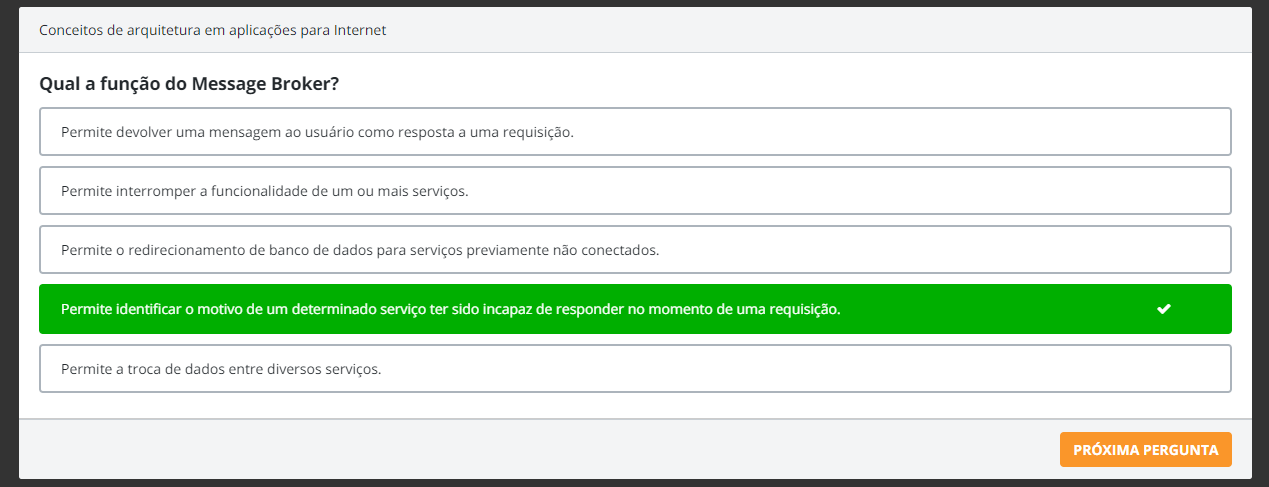 Conceitos de arquitetura em aplicações para Internet
Qual a função do Message Broker?
Permite devolver uma mensagem ao usuário como resposta a uma requisição.
Permite interromper a funcionalidade de um ou mais serviços.
Permite o redirecionamento de banco de dados para serviços previamente não conectados.
Permite identificar o motivo de um determinado serviço ter sido incapaz de responder no momento de uma requisição.
Permite a troca de dados entre diversos serviços.
PRÓXIMA PERGUNTA